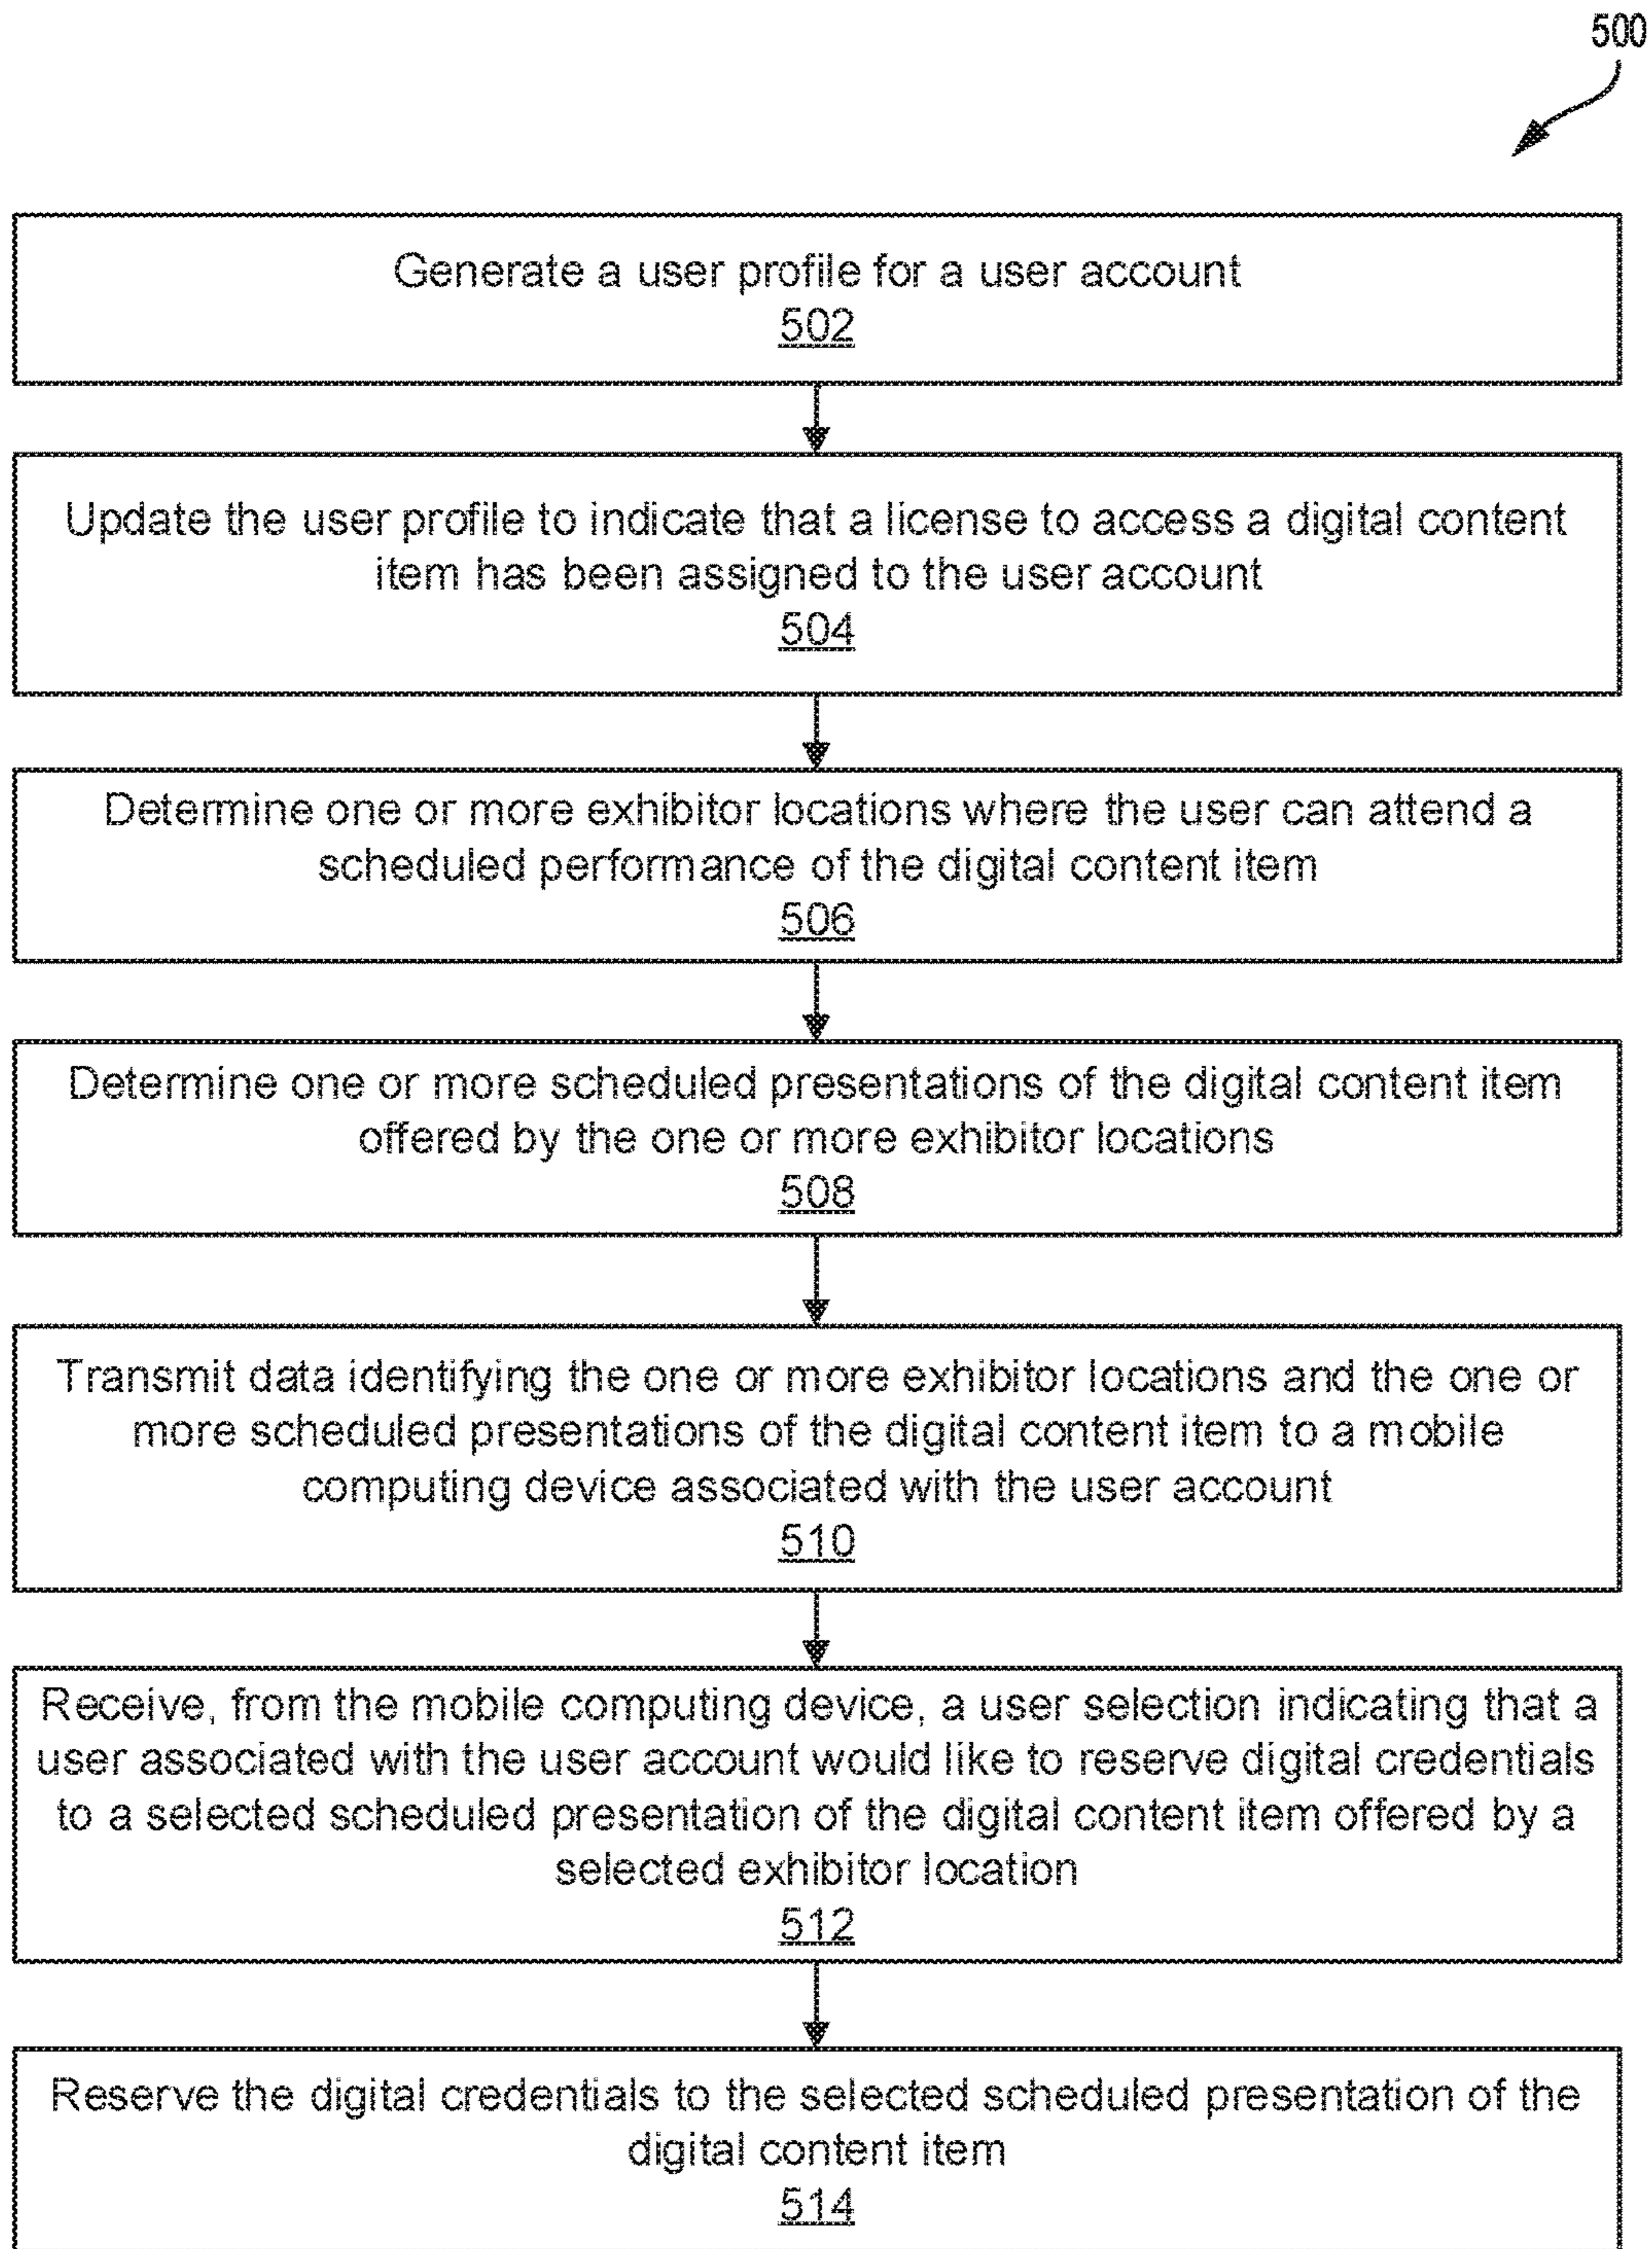 500
Generate a user profile for a user account
502
Update the user profile to indicate that a license to access a digital content
item has been assigned to the user account
504
Determine one or more exhibitor locations where the user can attend a
scheduled performance of the digital content item
506
Determine one or more scheduled presentations of the digital content item
offered by the one or more exhibitor locations
508
Transmit data identifying the one or more exhibitor locations and the one or
more scheduled presentations of the digital content item to a mobile
computing device associated with the user account
510
Receive, from the mobile computing device, a user selection indicating that a
user associated with the user account would like to reserve digital credentials
to a selected scheduled presentation of the digital content item offered by a
selected exhibitor location
512
Reserve the digital credentials to the selected scheduled presentation of the
digital content item
514